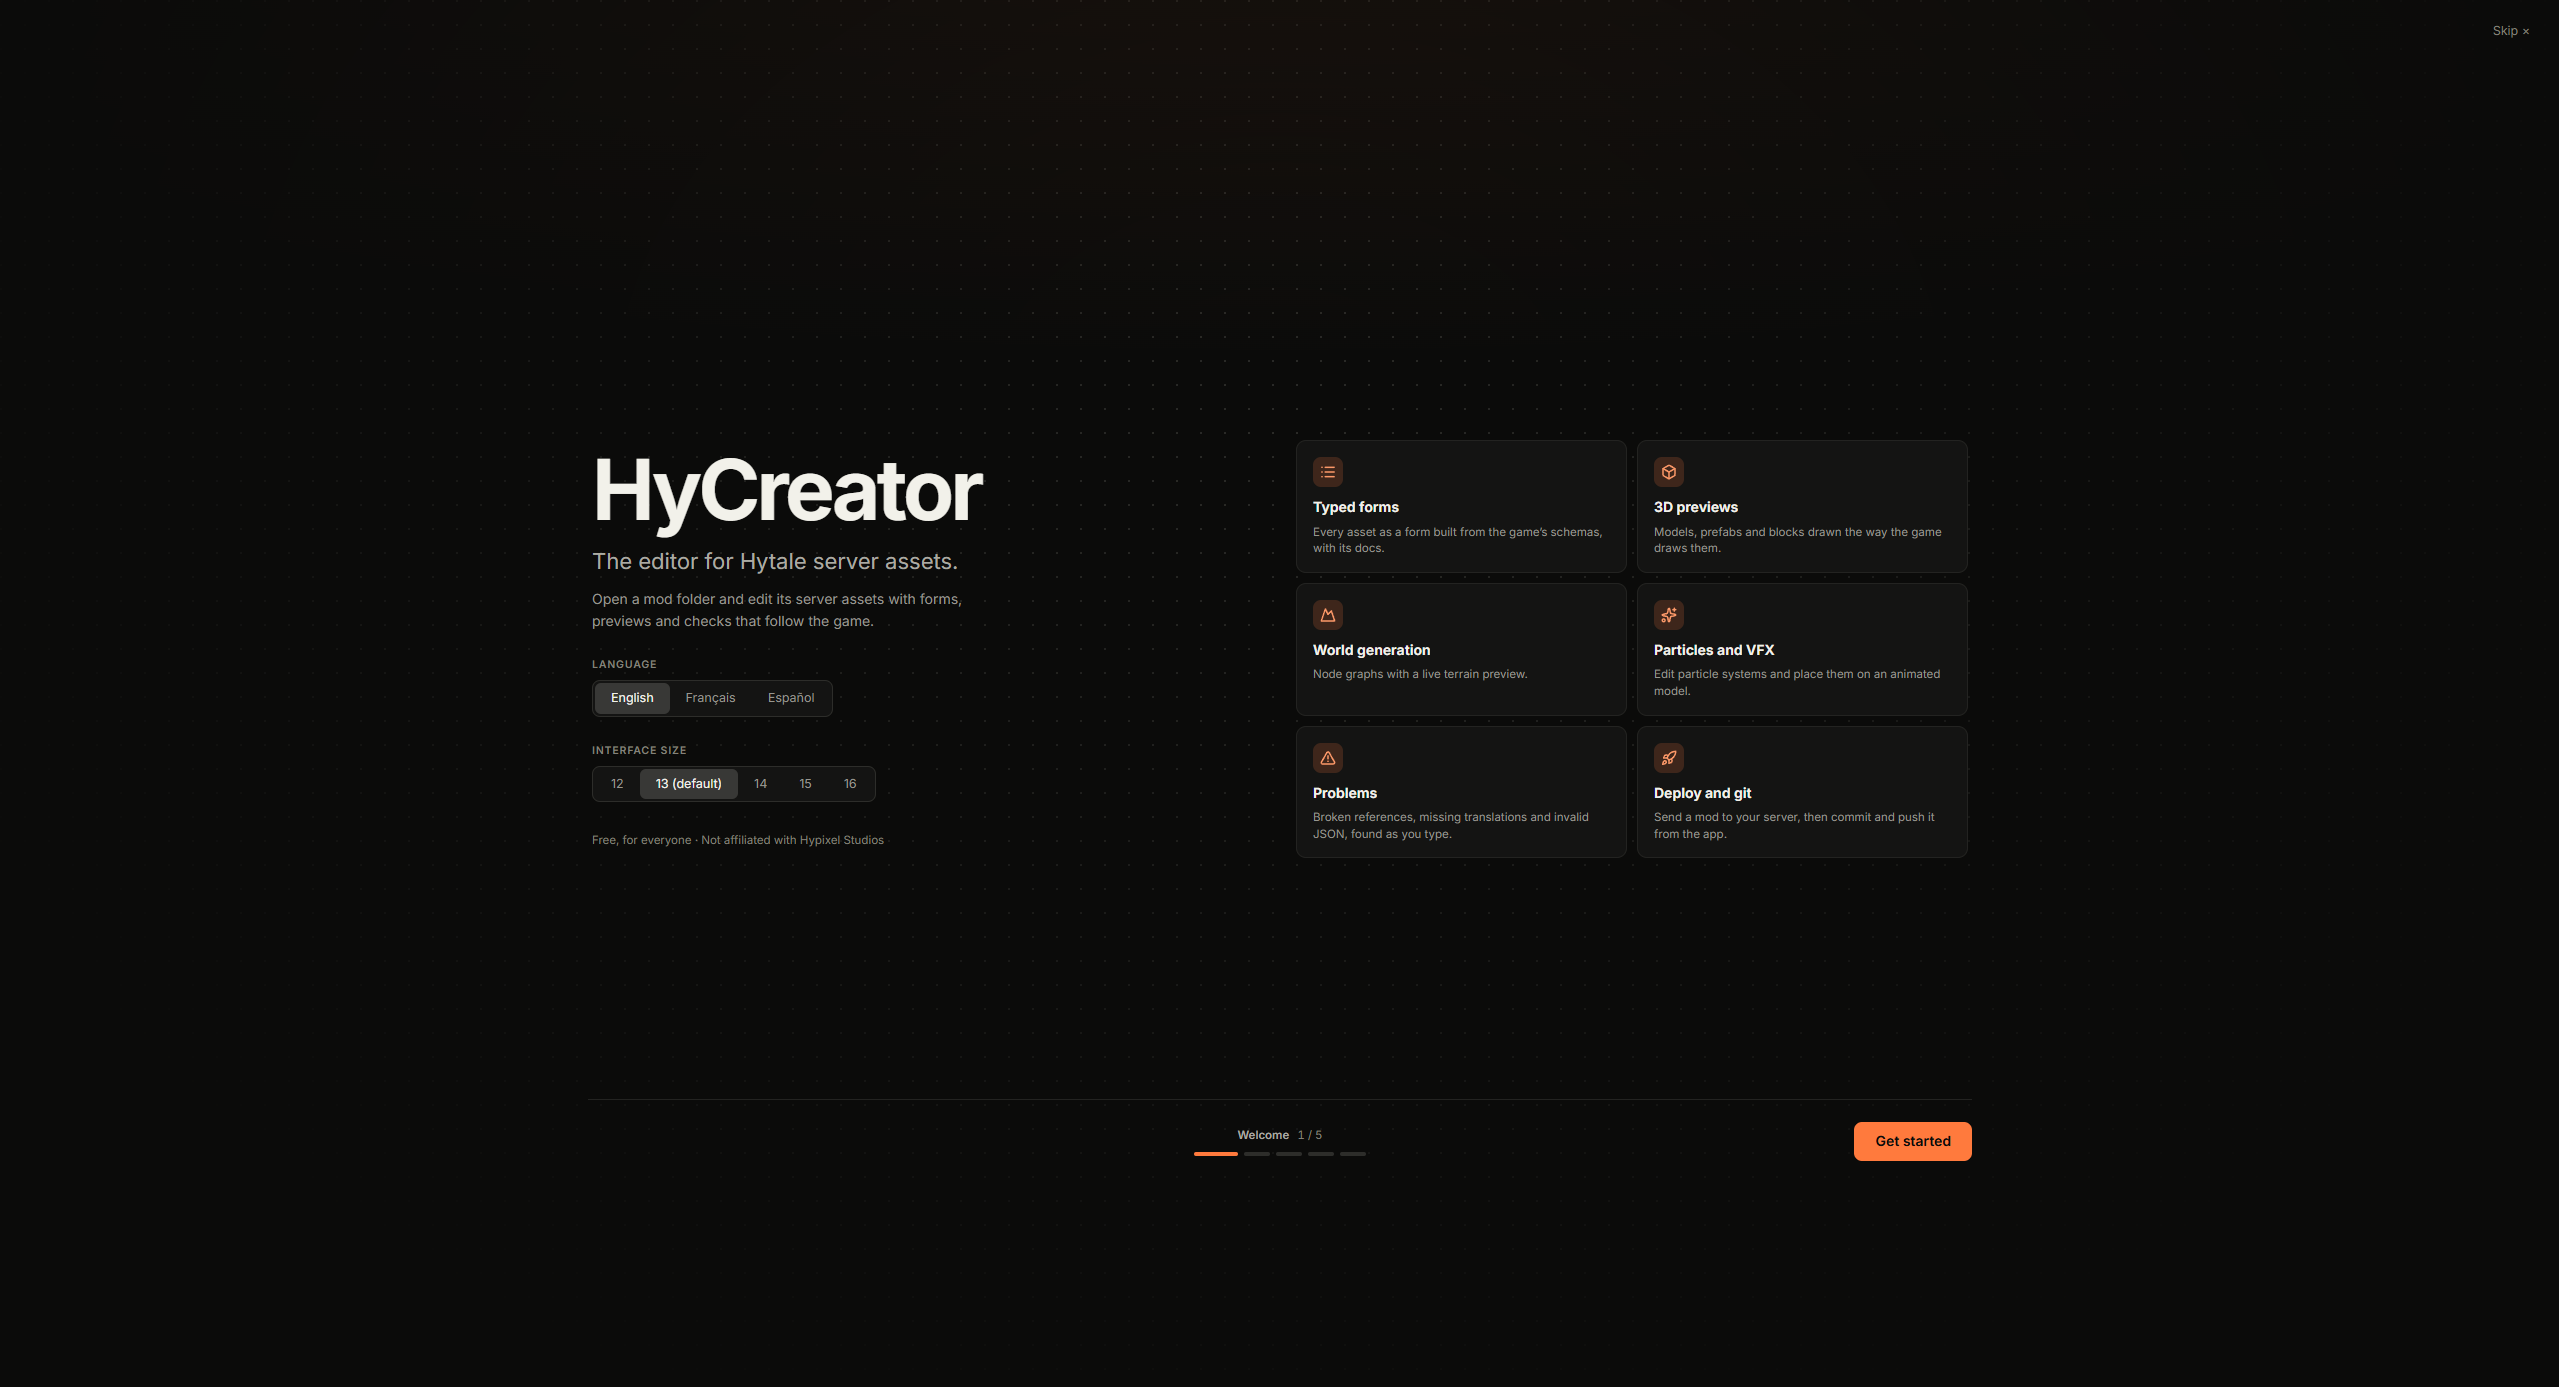 Skip ×
HyCreator
The editor for Hytale server assets.
Open a mod folder and edit its server assets with forms,
previews and checks that follow the game.
LANGUAGE
English Français Español
INTERFACE SIZE
12 13 (default) 14 15 16
Free, for everyone · Not affiliated with Hypixel Studios
Typed forms
Every asset as a form built from the game's schemas,
with its docs.
3D previews
Models, prefabs and blocks drawn the way the game
draws them.
World generation
Node graphs with a live terrain preview.
Particles and VFX
Edit particle systems and place them on an animated
model.
Problems
Broken references, missing translations and invalid
JSON, found as you type.
Deploy and git
Send a mod to your server, then commit and push it
from the app.
Welcome 1 / 5
Get started